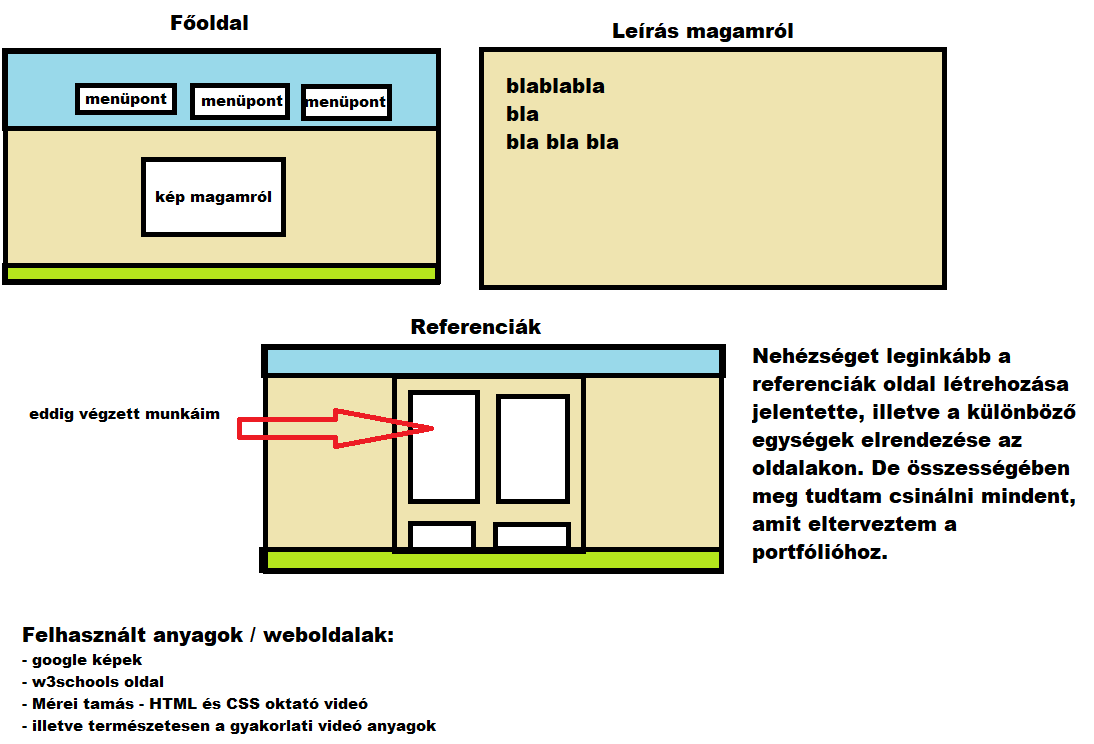 Főoldal
menüpont
menüpont
menüpont
kép magamról
Leírás magamról
blablabla
bla
bla bla bla
Referenciák
eddig végzett munkáim
Nehézséget leginkább a
referenciák oldal létrehozása
jelentette, illetve a különböző
egységek elrendezése az
oldalakon. De összességében
meg tudtam csinálni mindent,
amit elterveztem a
portfólióhoz.
Felhasznált anyagok / weboldalak:
- google képek
- w3schools oldal
- Mérei tamás - HTML és CSS oktató videó
- illetve természetesen a gyakorlati videó anyagok